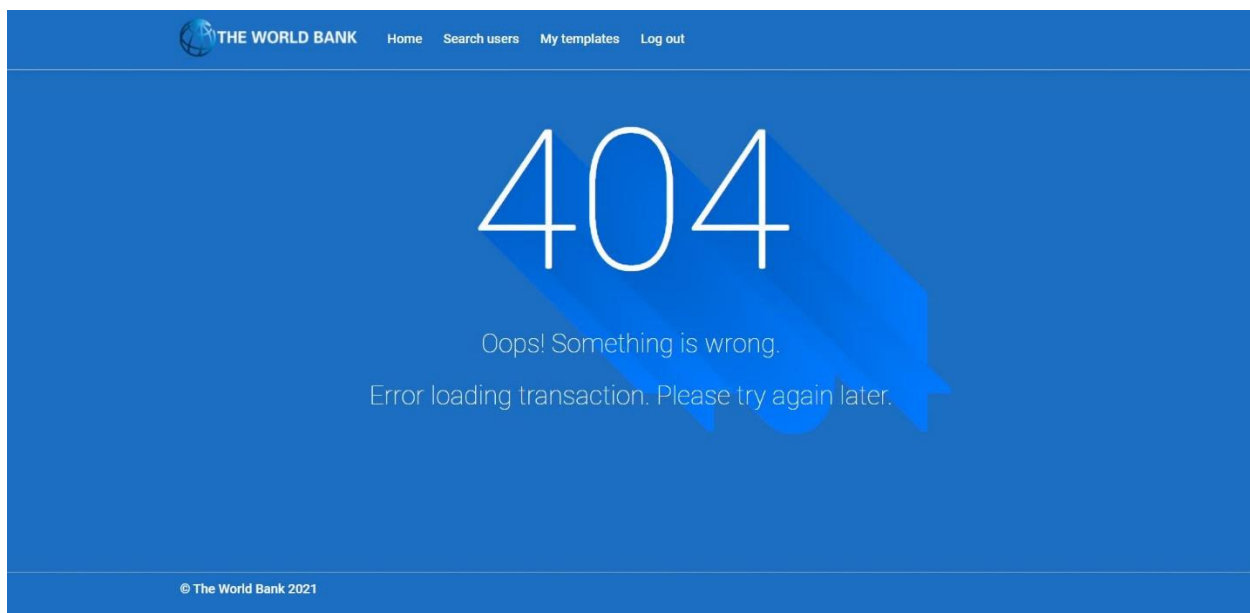 THE WORLD BANK Home Search users My templates Log out
404
Oops! Something is wrong.
Error loading transaction. Please try again later.
© The World Bank 2021